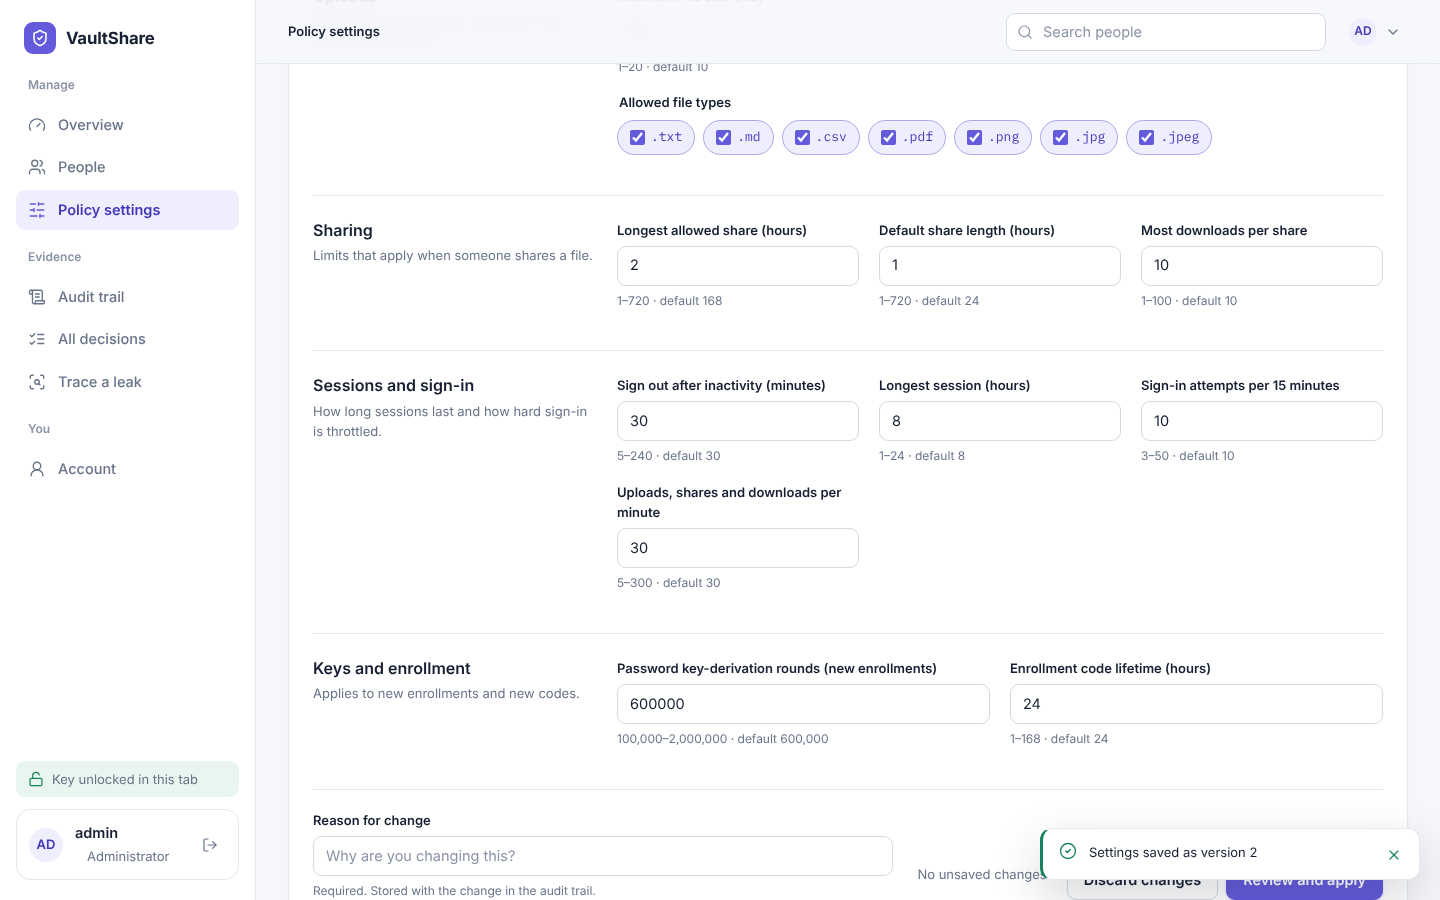 VaultShare
Manage
Overview
People
Policy settings
Evidence
Audit trail
All decisions
Trace a leak
You
Account
Key unlocked in this tab
AD
admin
Administrator
Policy settings
Search people
AD
1–20 · default 10
Allowed file types
.txt .md .csv .pdf .png .jpg .jpeg
Sharing
Limits that apply when someone shares a file.
Longest allowed share (hours)
2
1–720 · default 168
Default share length (hours)
1
1–720 · default 24
Most downloads per share
10
1–100 · default 10
Sessions and sign-in
How long sessions last and how hard sign-in
is throttled.
Sign out after inactivity (minutes)
30
5–240 · default 30
Longest session (hours)
8
1–24 · default 8
Sign-in attempts per 15 minutes
10
3–50 · default 10
Uploads, shares and downloads per
minute
30
5–300 · default 30
Keys and enrollment
Applies to new enrollments and new codes.
Password key-derivation rounds (new enrollments)
600000
100,000–2,000,000 · default 600,000
Enrollment code lifetime (hours)
24
1–168 · default 24
Reason for change
Why are you changing this?
Required. Stored with the change in the audit trail.
No unsaved changes
Discard changes
Review and apply
Settings saved as version 2